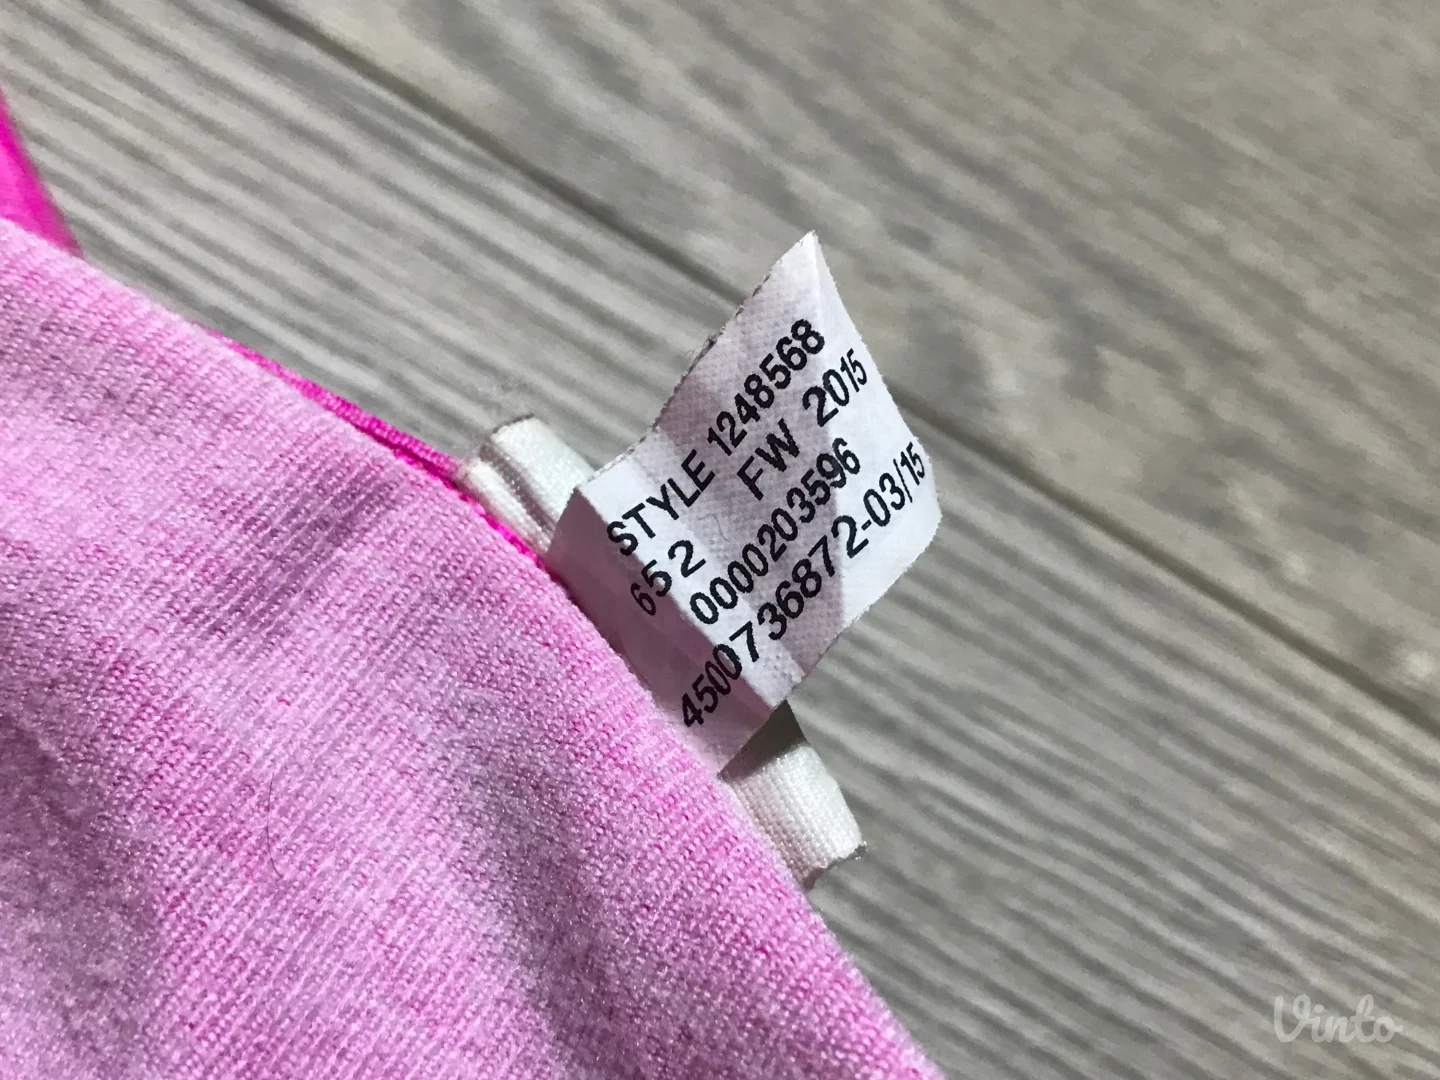 STYLE 1248568
FW 2015
652
0000203596
4500736872-03/15
Vinto